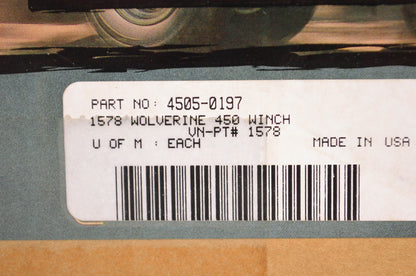 PART NO: 4505-0197
1578 WOLVERINE 450 WINCH
VN-PT# 1578
U OF M : EACH MADE IN USA